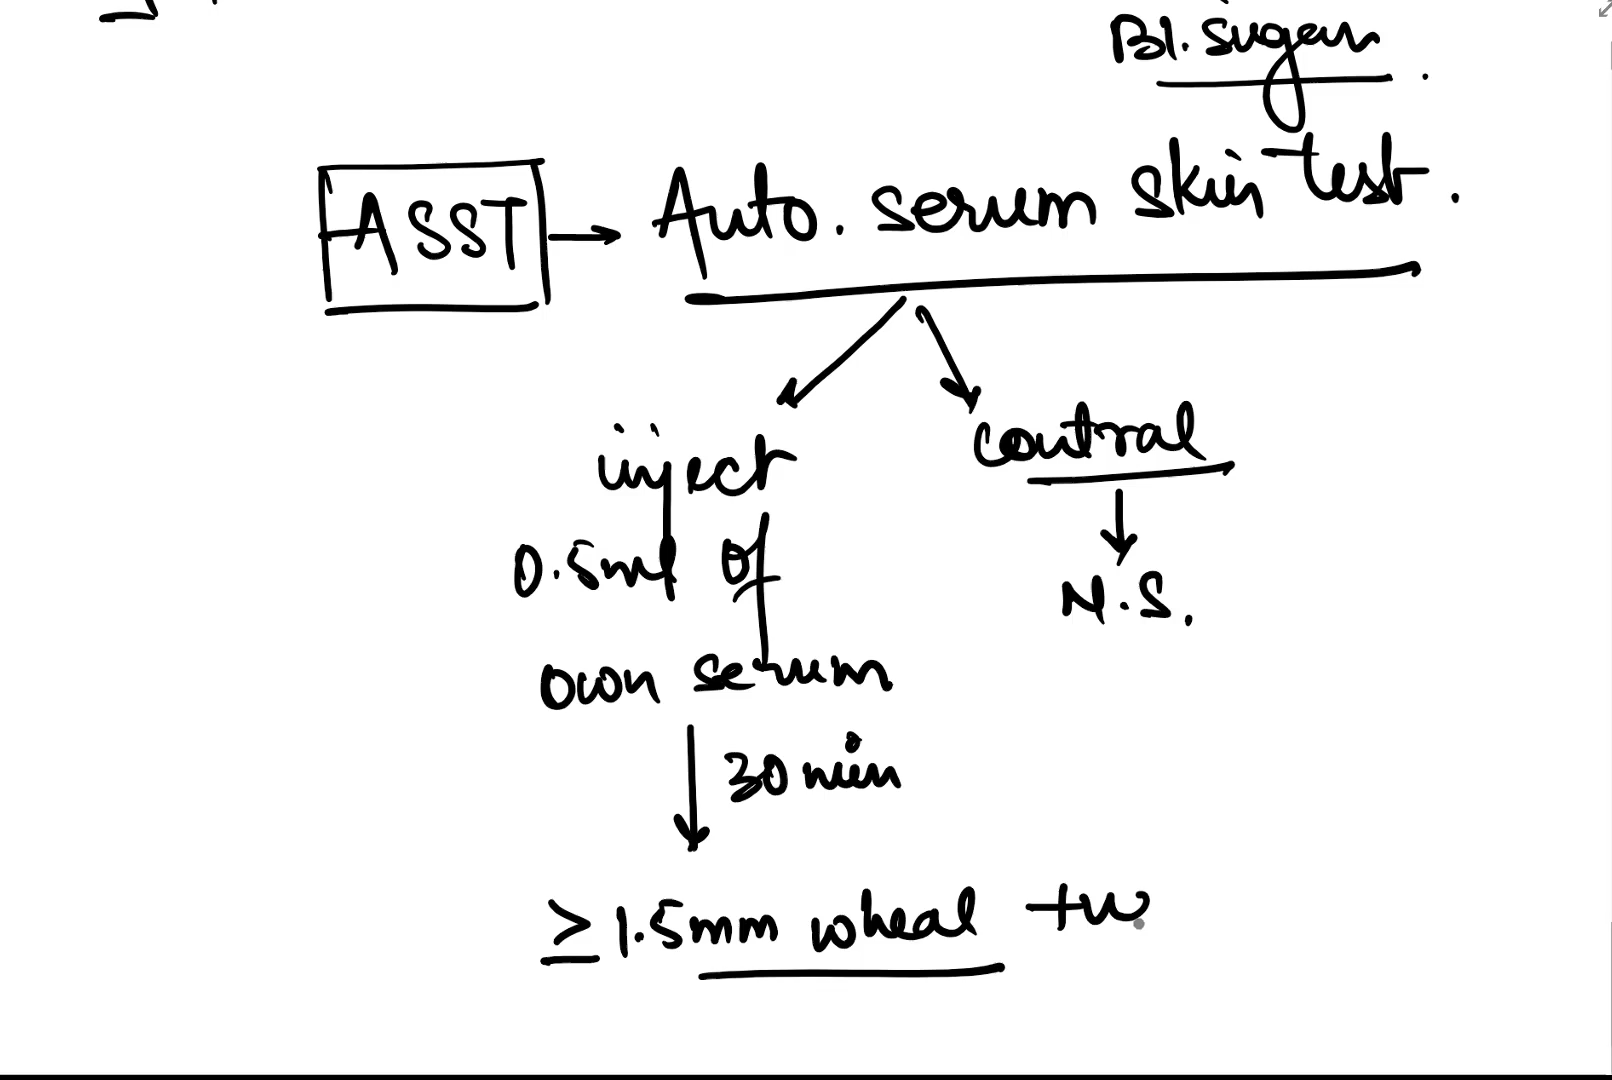 Bl. sugar
ASST → Auto. serum skin test.
inject
control
0.5ml of
N.S.
own serum
30 min
≥ 1.5mm wheal +ve